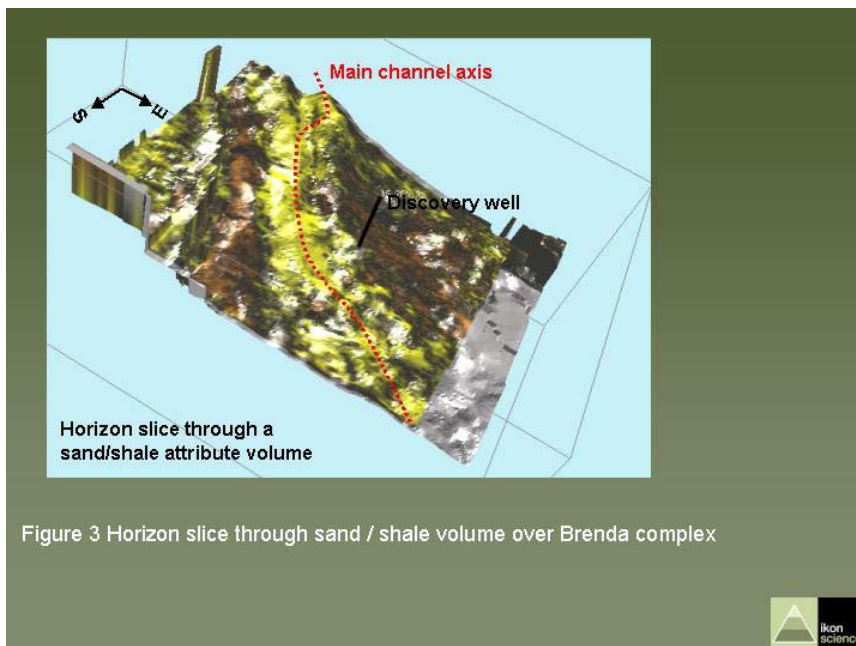 Main channel axis
S
E
Discovery well
Horizon slice through a
sand/shale attribute volume
Figure 3 Horizon slice through sand / shale volume over Brenda complex
ikon
science